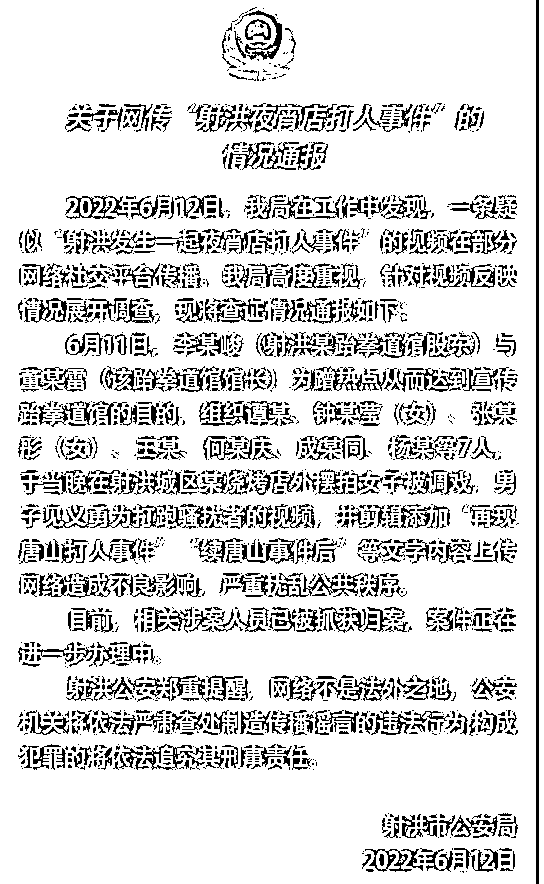 关于网传“射洪夜宵店打人事件”的
情况通报
2022年6月12日，我局在工作中发现，一条疑
似“射洪发生一起夜宵店打人事件”的视频在部分
网络社交平台传播。我局高度重视，针对视频反映
情况展开调查，现将查证情况通报如下：
6月11日，李某峻（射洪某跆拳道馆股东）与
董某雷（该跆拳道馆馆长）为蹭热点从而达到宣传
跆拳道馆的目的，组织谭某、钟某莹（女）、张某
彤（女）、王某、何某庆、成某同、杨某等7人，
于当晚在射洪城区某烧烤店外摆拍女子被调戏，男
子见义勇为打跑骚扰者的视频，并剪辑添加“再现
唐山打人事件”“续唐山事件后”等文字内容上传
网络造成不良影响，严重扰乱公共秩序。
目前，相关涉案人员已被抓获归案，案件正在
进一步办理中。
射洪公安郑重提醒，网络不是法外之地，公安
机关将依法严肃查处制造传播谣言的违法行为，构成
犯罪的将依法追究其刑事责任。
射洪市公安局
2022年6月12日